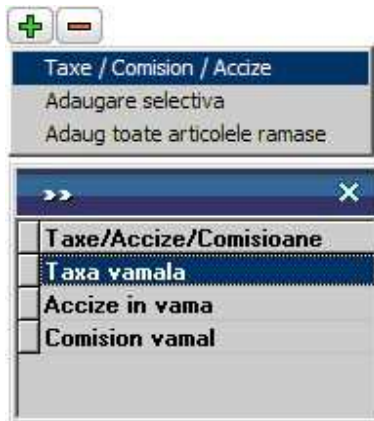 Taxe / Comision / Accize
Adaugare selectiva
Adaug toate articolele ramase
Taxe/Accize/Comisioane
Taxa vamala
Accize in vama
Comision vamal